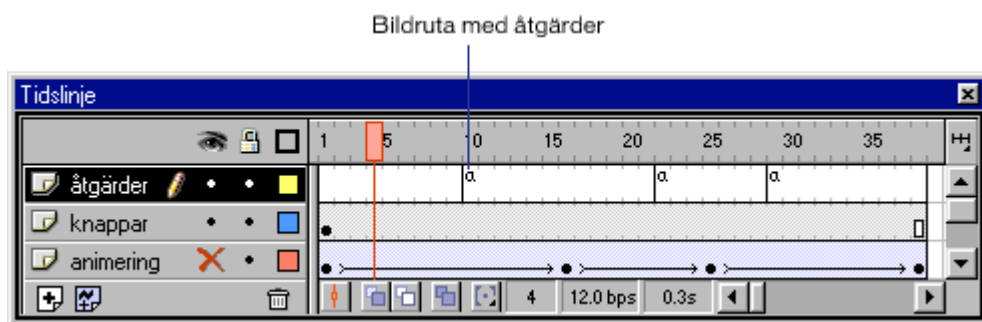 Bildruta med åtgärder
Tidslinje
1 5 10 15 20 25 30 35
åtgärder a a a
knappar
animering
4 12.0 bps 0.3s